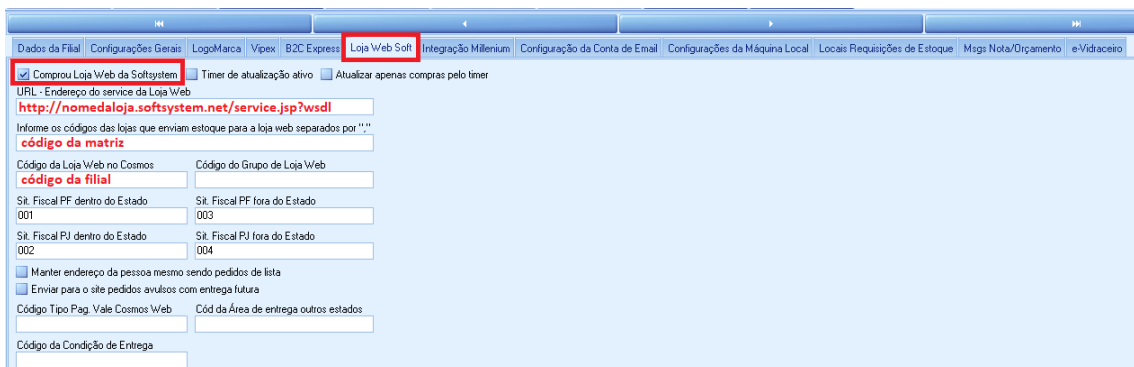 Dados da Filial Configurações Gerais LogoMarca Vipex B2C Express Loja Web Soft Integração Millenium Configuração da Conta de Email Configurações da Máquina Local Locais Requisições de Estoque Msgs Nota/Orçamento e-Vidraceiro
Comprou Loja Web da Softsystem Timer de atualização ativo Atualizar apenas compras pelo timer
URL - Endereço do service da Loja Web
http://nomedaloja.softsystem.net/service.jsp?wsdl
Informe os códigos das lojas que enviam estoque para a loja web separados por ","
código da matriz
Código da Loja Web no Cosmos Código do Grupo de Loja Web
código da filial
Sit. Fiscal PF dentro do Estado Sit. Fiscal PF fora do Estado
001 003
Sit. Fiscal PJ dentro do Estado Sit. Fiscal PJ fora do Estado
002 004
Manter endereço da pessoa mesmo sendo pedidos de lista
Enviar para o site pedidos avulsos com entrega futura
Código Tipo Pag. Vale Cosmos Web Cód da Área de entrega outros estados
Código da Condição de Entrega